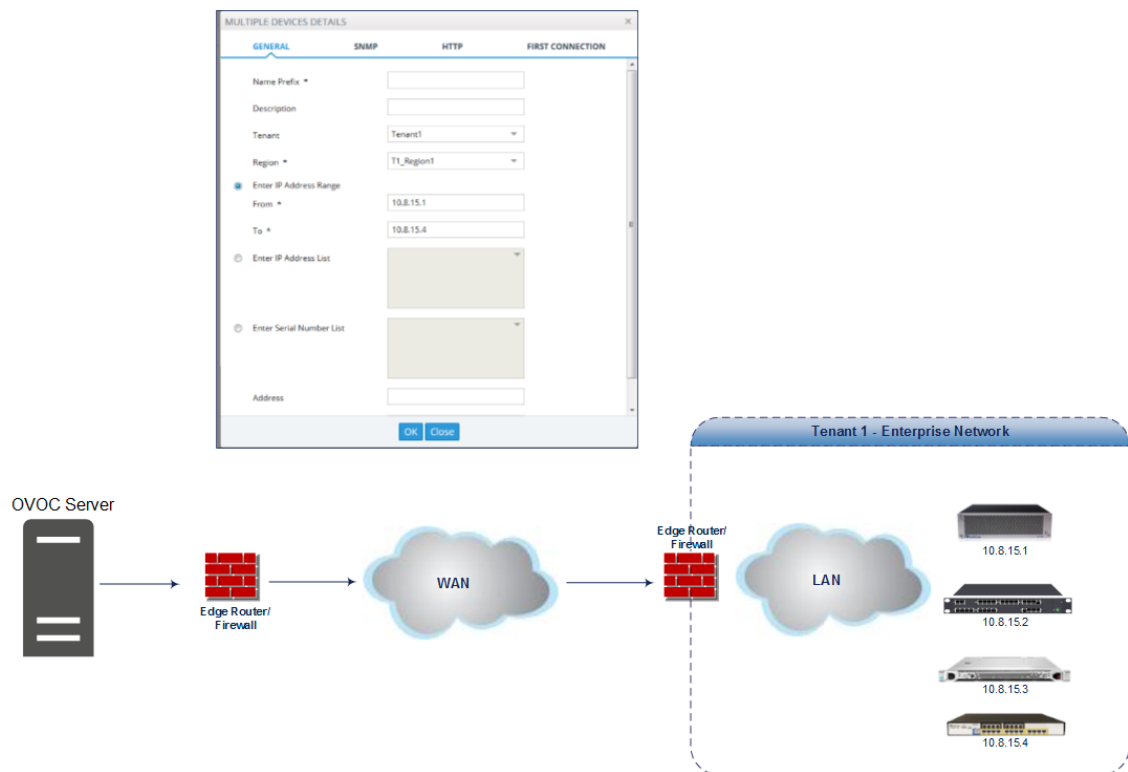 MULTIPLE DEVICES DETAILS ×
GENERAL SNMP HTTP FIRST CONNECTION
Name Prefix *
Description
Tenant Tenant1
Region * T1_Region1
Enter IP Address Range
From * 10.8.15.1
To * 10.8.15.4
Enter IP Address List
Enter Serial Number List
Address
OK Close
Tenant 1 - Enterprise Network
OVOC Server
Edge Router/
Firewall
WAN
Edge Router/
Firewall
LAN
10.8.15.1
10.8.15.2
10.8.15.3
10.8.15.4